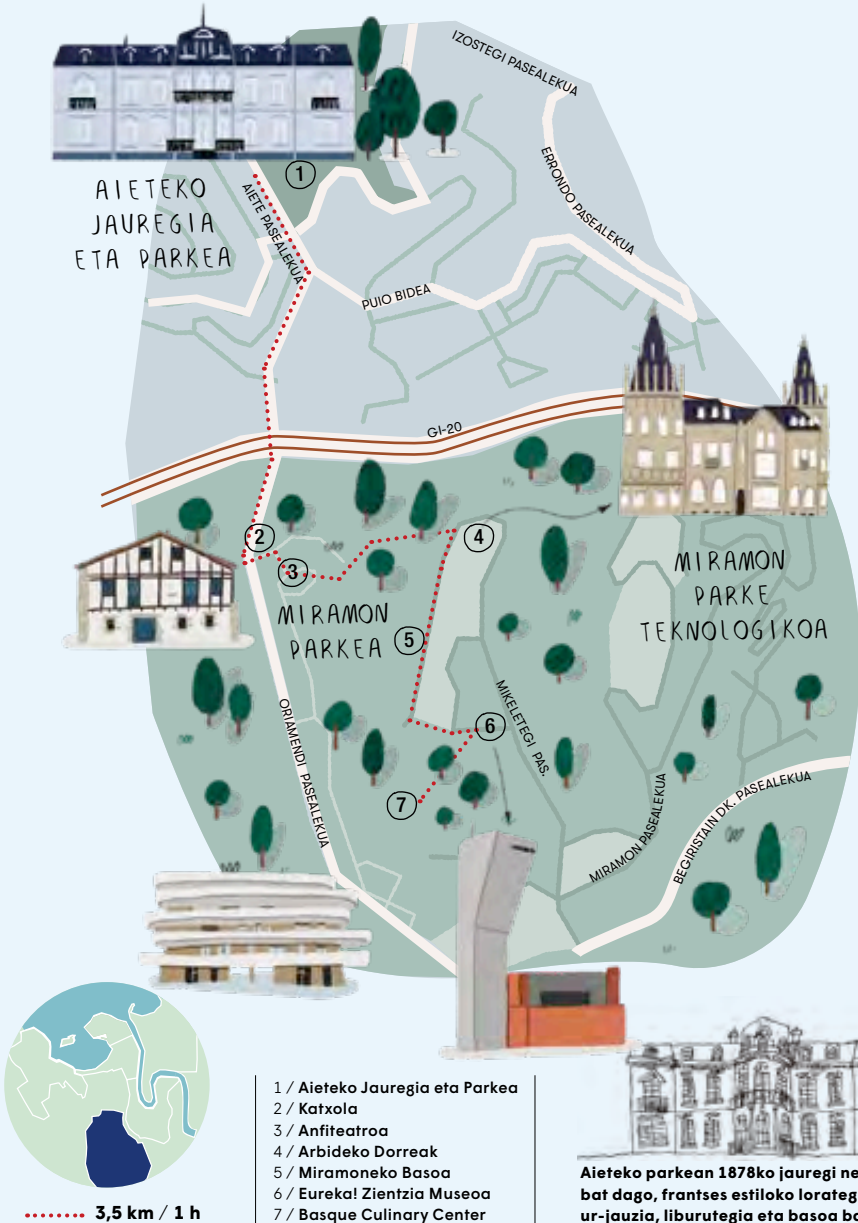 IZOSTEGI PASEALEKUA
1
AIETEKO
JAUREGIA
ETA PARKEA
AIETE PASEALEKUA
ERRONDO PASEALEKUA
PUIO BIDEA
GI-20
2
3
4
MIRAMON
PARKEA
5
MIRAMON
PARKE
TEKNOLOGIKOA
6
MIKELETEGI PAS.
ORIAMENDI PASEALEKUA
7
MIRAMON PASEALEKUA
BEGIRISTAIN DK. PASEALEKUA
1 / Aieteko Jauregia eta Parkea
2 / Katxola
3 / Anfiteatroa
4 / Arbideko Dorreak
5 / Miramoneko Basoa
6 / Eureka! Zientzia Museoa
7 / Basque Culinary Center
3,5 km / 1 h
Aieteko parkean 1878ko jauregi ne
bat dago, frantses estiloko lorategi
ur-jauzia, liburutegia eta basoa ba